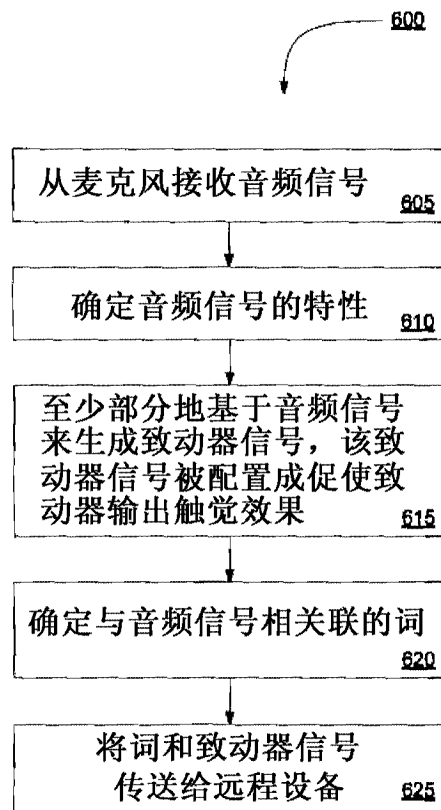 600
从麦克风接收音频信号
605
确定音频信号的特性
610
至少部分地基于音频信号
来生成致动器信号，该致
动器信号被配置成促使致
动器输出触觉效果
615
确定与音频信号相关联的词
620
将词和致动器信号
传送给远程设备
625